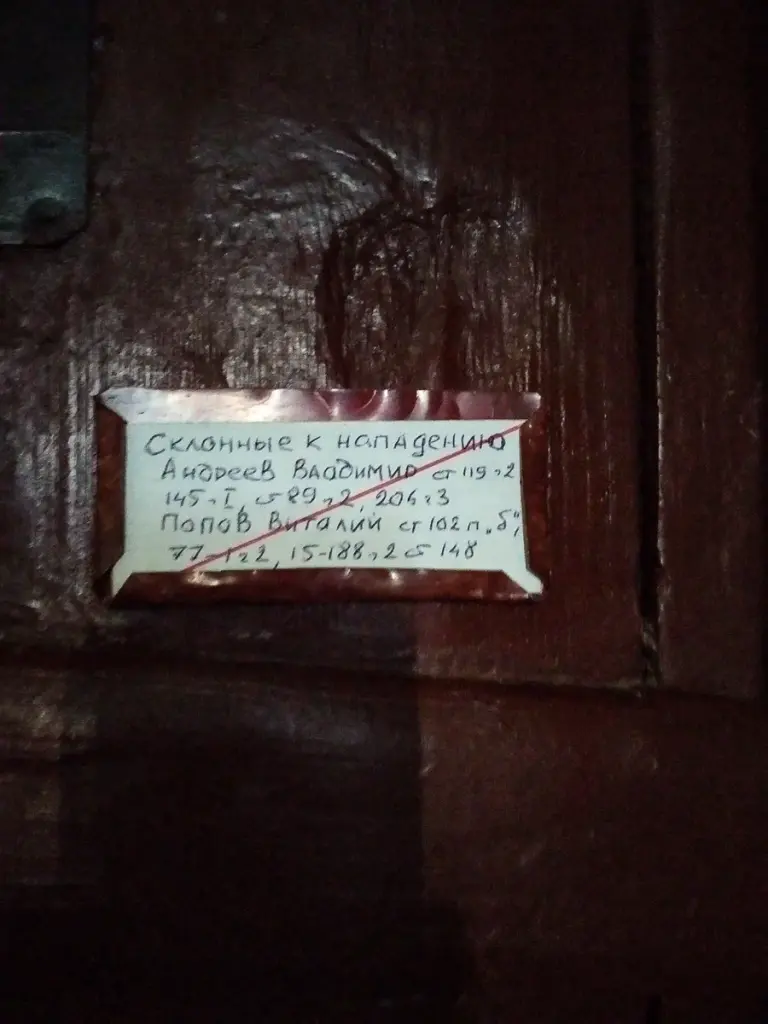 Склонные к нападению
Андреев Владимир ст 119 ч 2
145 ч. I, ст 89 ч 2, 206 ч 3
Попов Виталий ст 102 п „б",
77-1 ч 2, 15-188 ч 2 ст 148